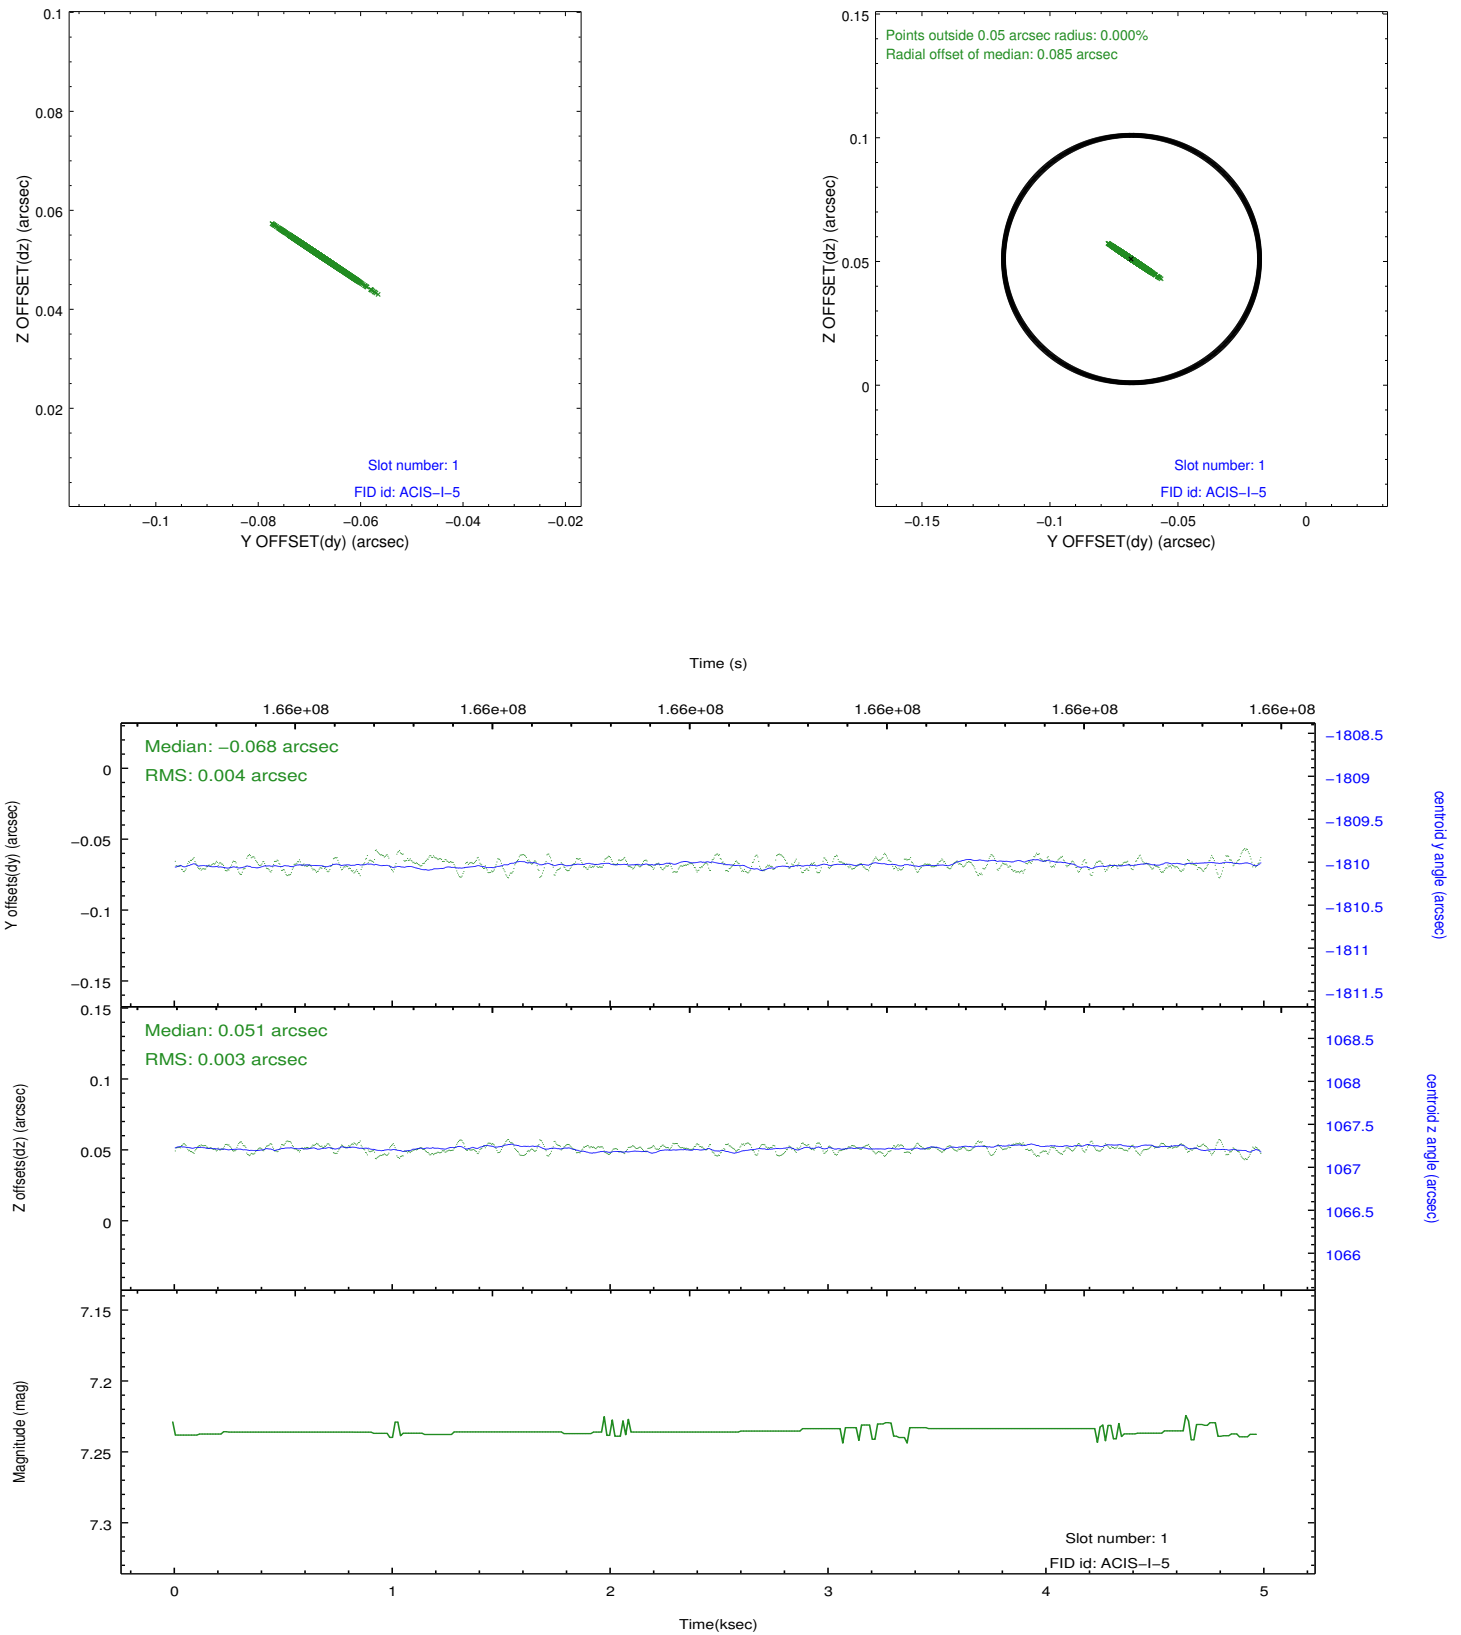 0.1
0.08
0.06
0.04
0.02
Z OFFSET(dz) (arcsec)
Slot number: 1
FID id: ACIS−I−5
−0.1 −0.08 −0.06 −0.04 −0.02
Y OFFSET(dy) (arcsec)
Points outside 0.05 arcsec radius: 0.000%
Radial offset of median: 0.085 arcsec
0.15
0.1
0.05
0
Z OFFSET(dz) (arcsec)
Slot number: 1
FID id: ACIS−I−5
−0.15 −0.1 −0.05 0
Y OFFSET(dy) (arcsec)
Time (s)
1.66e+08 1.66e+08 1.66e+08 1.66e+08 1.66e+08 1.66e+08
Median: −0.068 arcsec
RMS: 0.004 arcsec
0
−0.05
−0.1
−0.15
Y offsets(dy) (arcsec)
−1808.5
−1809
−1809.5
−1810
−1810.5
−1811
−1811.5
centroid y angle (arcsec)
Median: 0.051 arcsec
RMS: 0.003 arcsec
0.15
0.1
0.05
0
Z offsets(dz) (arcsec)
1068.5
1068
1067.5
1067
1066.5
1066
centroid z angle (arcsec)
7.15
7.2
7.25
7.3
Magnitude (mag)
Slot number: 1
FID id: ACIS−I−5
0 1 2 3 4 5
Time(ksec)